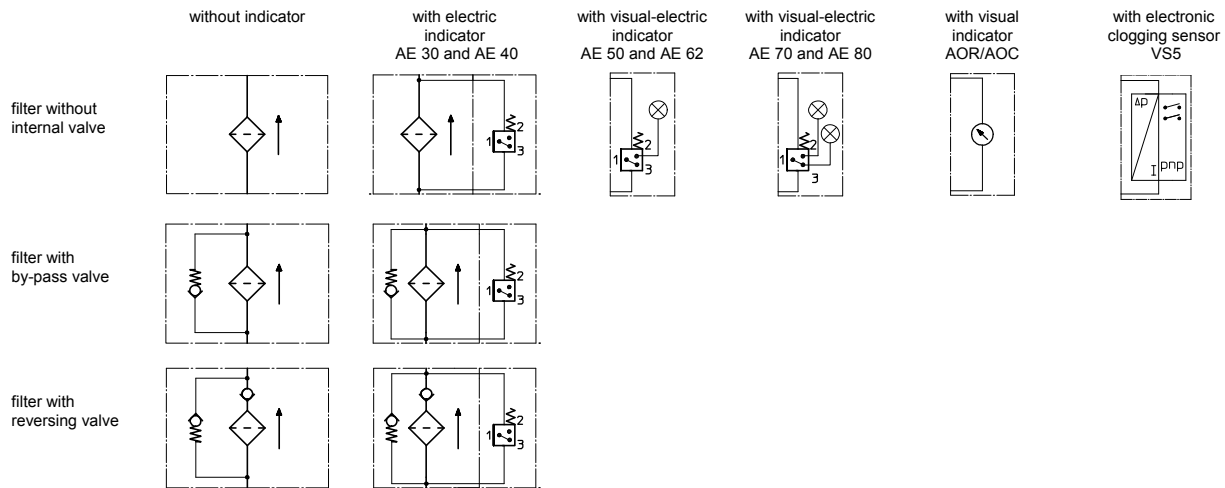 without indicator
with electric
indicator
AE 30 and AE 40
with visual-electric
indicator
AE 50 and AE 62
with visual-electric
indicator
AE 70 and AE 80
with visual
indicator
AOR/AOC
with electronic
clogging sensor
VS5
filter without
internal valve
1
2
3
1
2
3
1
2
3
Δp
I
pnp
filter with
by-pass valve
1
2
3
filter with
reversing valve
1
2
3